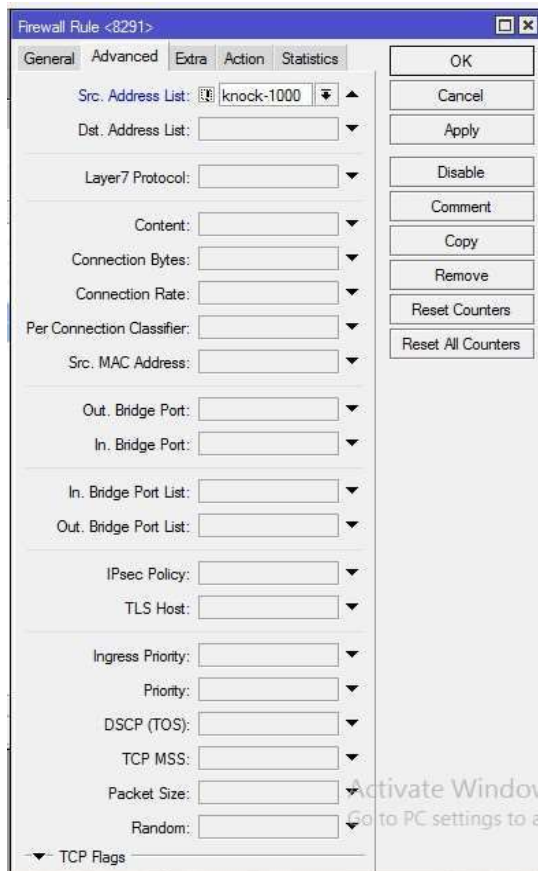 Firewall Rule <8291>
General Advanced Extra Action Statistics
OK
Src. Address List: ! knock-1000
Cancel
Dst. Address List:
Apply
Layer7 Protocol:
Disable
Comment
Content:
Copy
Connection Bytes:
Remove
Connection Rate:
Reset Counters
Per Connection Classifier:
Reset All Counters
Src. MAC Address:
Out. Bridge Port:
In. Bridge Port:
In. Bridge Port List:
Out. Bridge Port List:
IPsec Policy:
TLS Host:
Ingress Priority:
Priority:
DSCP (TOS):
TCP MSS:
Packet Size:
Activate Window
Random:
Go to PC settings to a
TCP Flags